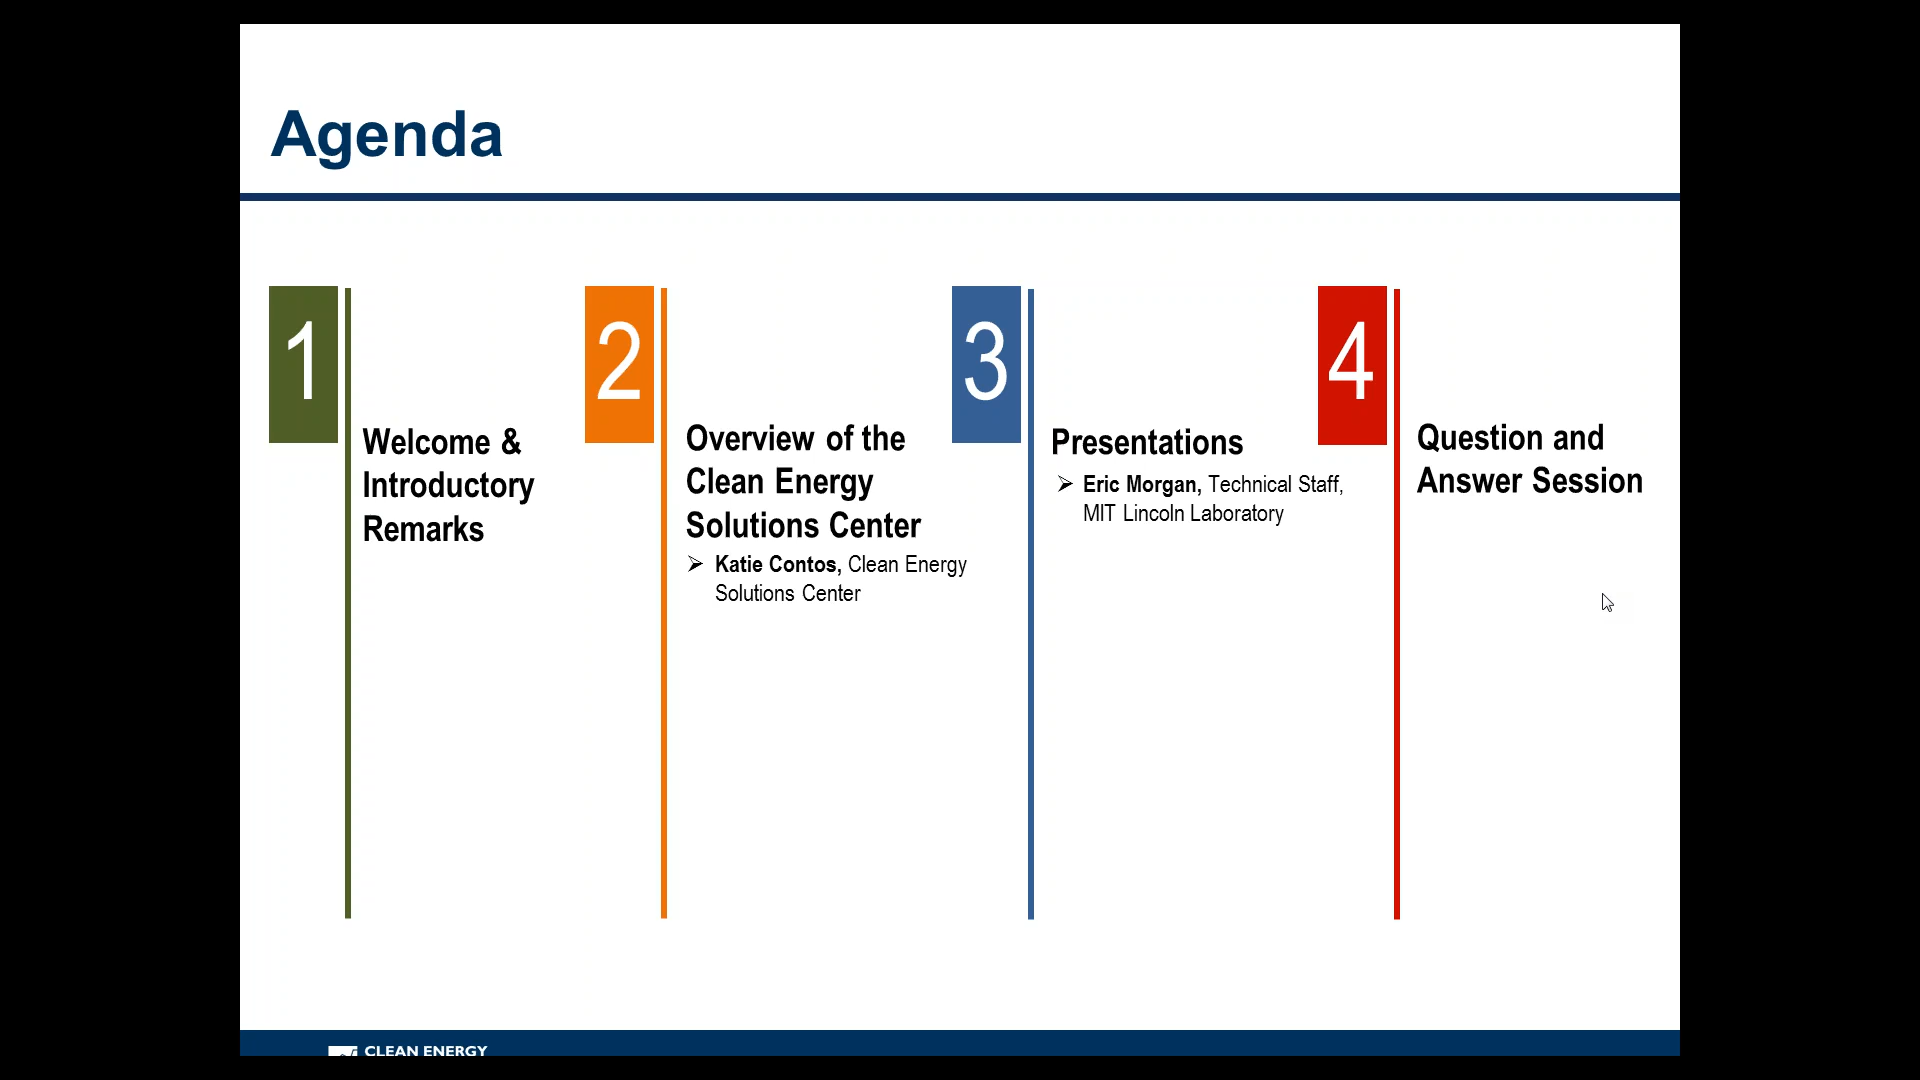 Agenda
1
Welcome &
Introductory
Remarks
2
Overview of the
Clean Energy
Solutions Center
➢ Katie Contos, Clean Energy
Solutions Center
3
Presentations
➢ Eric Morgan, Technical Staff,
MIT Lincoln Laboratory
4
Question and
Answer Session
CLEAN ENERGY